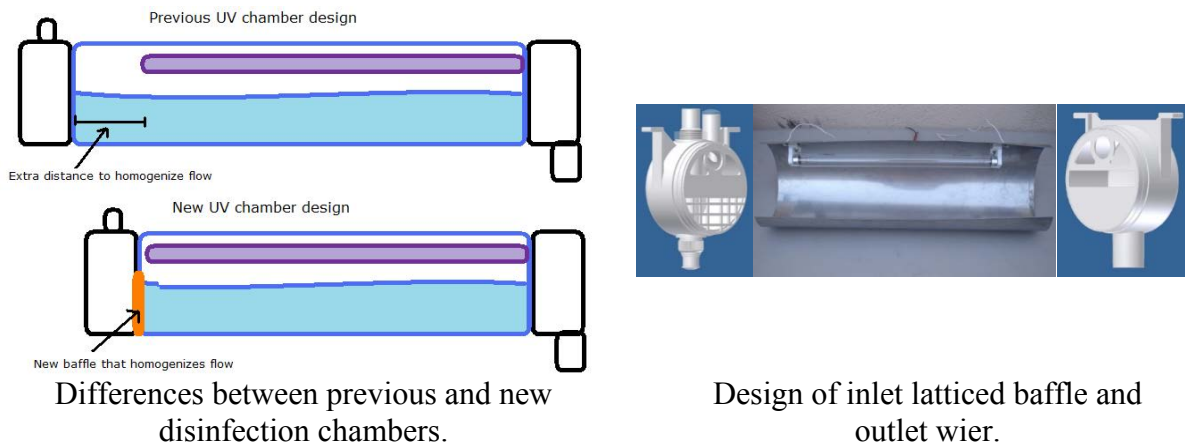 Previous UV chamber design
Extra distance to homogenize flow
New UV chamber design
New baffle that homogenizes flow
Differences between previous and new
disinfection chambers.
Design of inlet latticed baffle and
outlet wier.